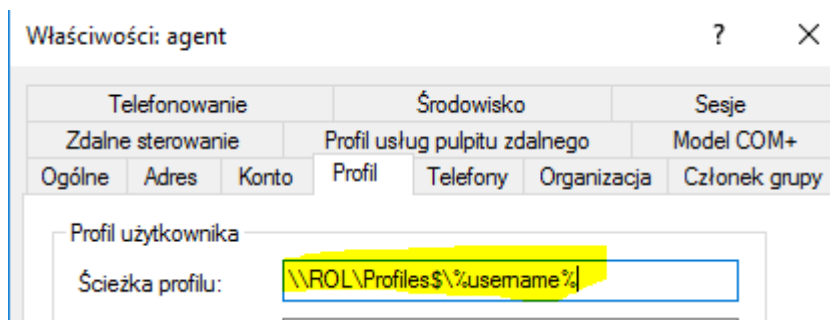 Właściwości: agent ? ×
Telefonowanie Środowisko Sesje
Zdalne sterowanie Profil usług pulpitu zdalnego Model COM+
Ogólne Adres Konto Profil Telefony Organizacja Członek grupy
Profil użytkownika
Ścieżka profilu: \\ROL\Profiles$\%username%